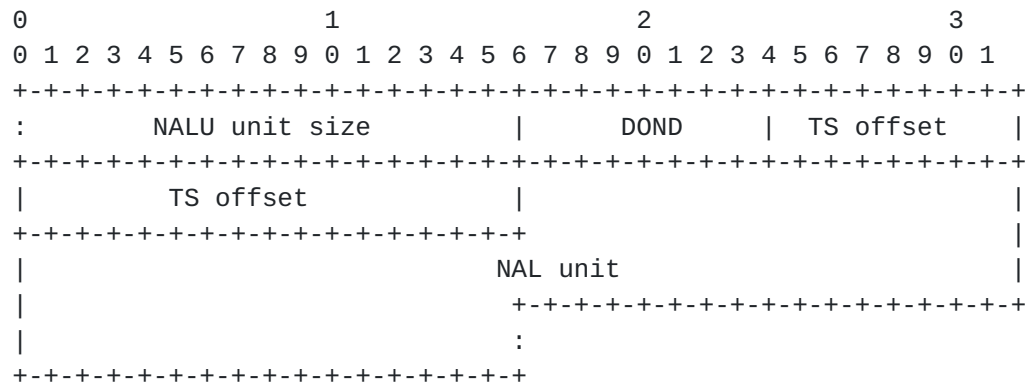 0                   1                   2                   3
0 1 2 3 4 5 6 7 8 9 0 1 2 3 4 5 6 7 8 9 0 1 2 3 4 5 6 7 8 9 0 1
+-+-+-+-+-+-+-+-+-+-+-+-+-+-+-+-+-+-+-+-+-+-+-+-+-+-+-+-+-+-+-+-+
:        NALU unit size         |      DOND     |  TS offset    |
+-+-+-+-+-+-+-+-+-+-+-+-+-+-+-+-+-+-+-+-+-+-+-+-+-+-+-+-+-+-+-+-+
|         TS offset             |                               |
+-+-+-+-+-+-+-+-+-+-+-+-+-+-+-+-+                               |
|                              NAL unit                         |
|                               +-+-+-+-+-+-+-+-+-+-+-+-+-+-+-+-+
|                               :
+-+-+-+-+-+-+-+-+-+-+-+-+-+-+-+-+